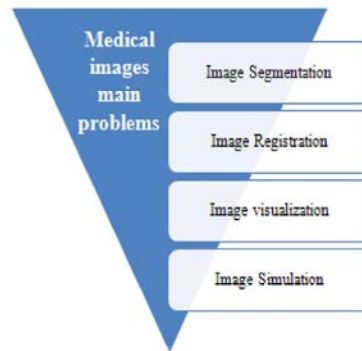 Medical
images
main
problems
Image Segmentation
Image Registration
Image visualization
Image Simulation